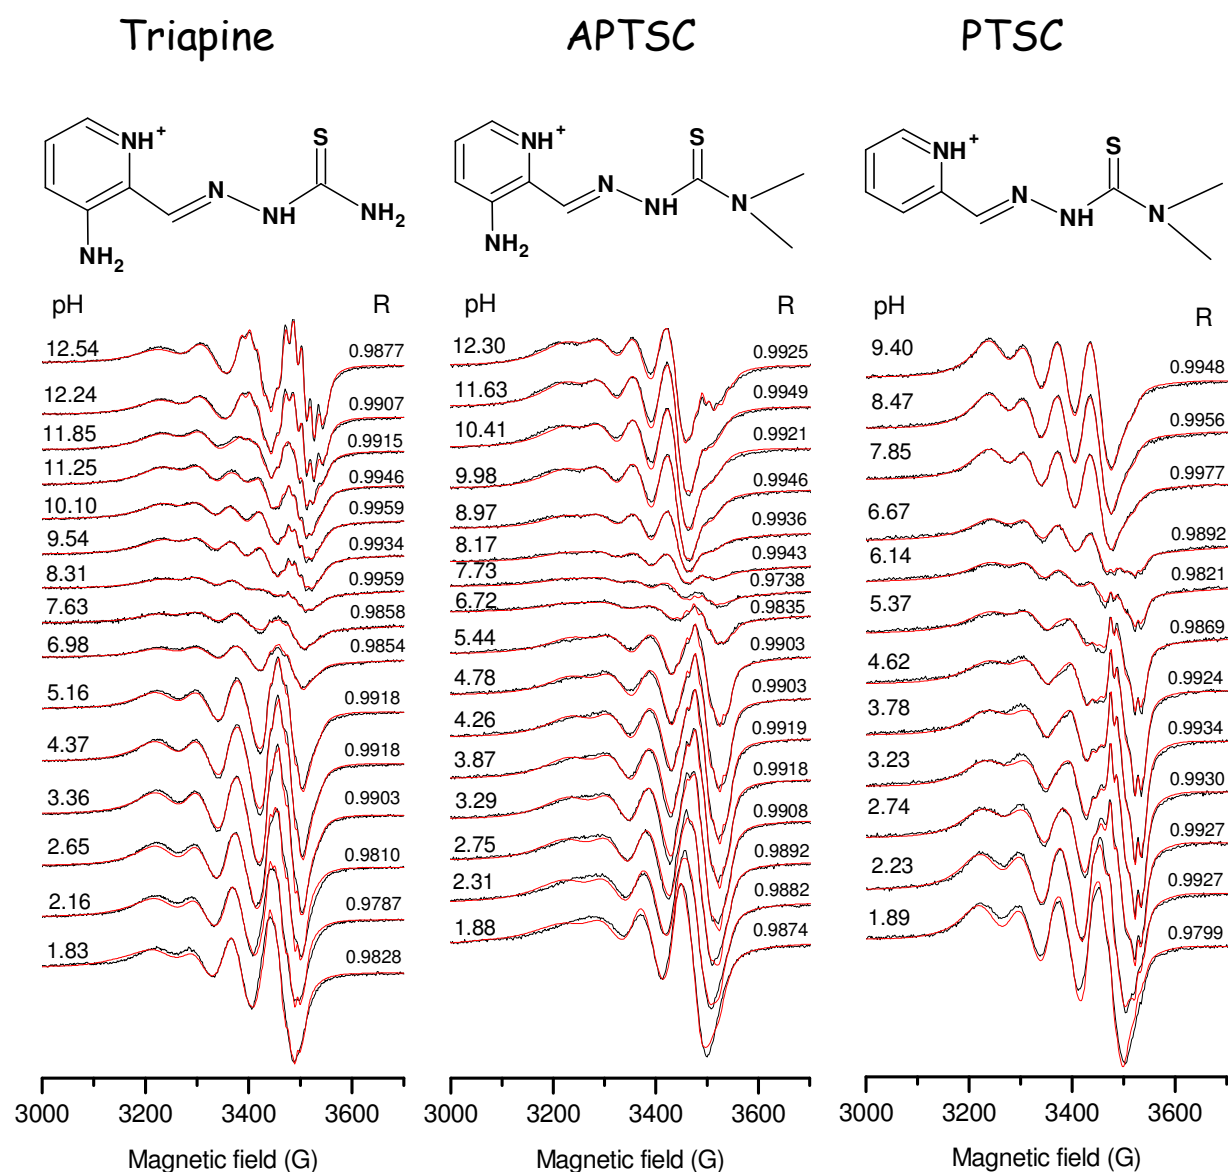 Triapine
APTSC
PTSC
NH+
N
NH
S
NH2
NH2
NH+
N
NH
S
N
NH2
NH+
N
NH
S
N
pH R
12.54 0.9877
12.24 0.9907
11.85 0.9915
11.25 0.9946
10.10 0.9959
9.54 0.9934
8.31 0.9959
7.63 0.9858
6.98 0.9854
5.16 0.9918
4.37 0.9918
3.36 0.9903
2.65 0.9810
2.16 0.9787
1.83 0.9828
3000 3200 3400 3600
Magnetic field (G)
pH R
12.30 0.9925
11.63 0.9949
10.41 0.9921
9.98 0.9946
8.97 0.9936
8.17 0.9943
7.73 0.9738
6.72 0.9835
5.44 0.9903
4.78 0.9903
4.26 0.9919
3.87 0.9918
3.29 0.9908
2.75 0.9892
2.31 0.9882
1.88 0.9874
3000 3200 3400 3600
Magnetic field (G)
pH R
9.40 0.9948
8.47 0.9956
7.85 0.9977
6.67 0.9892
6.14 0.9821
5.37 0.9869
4.62 0.9924
3.78 0.9934
3.23 0.9930
2.74 0.9927
2.23 0.9927
1.89 0.9799
3000 3200 3400 3600
Magnetic field (G)